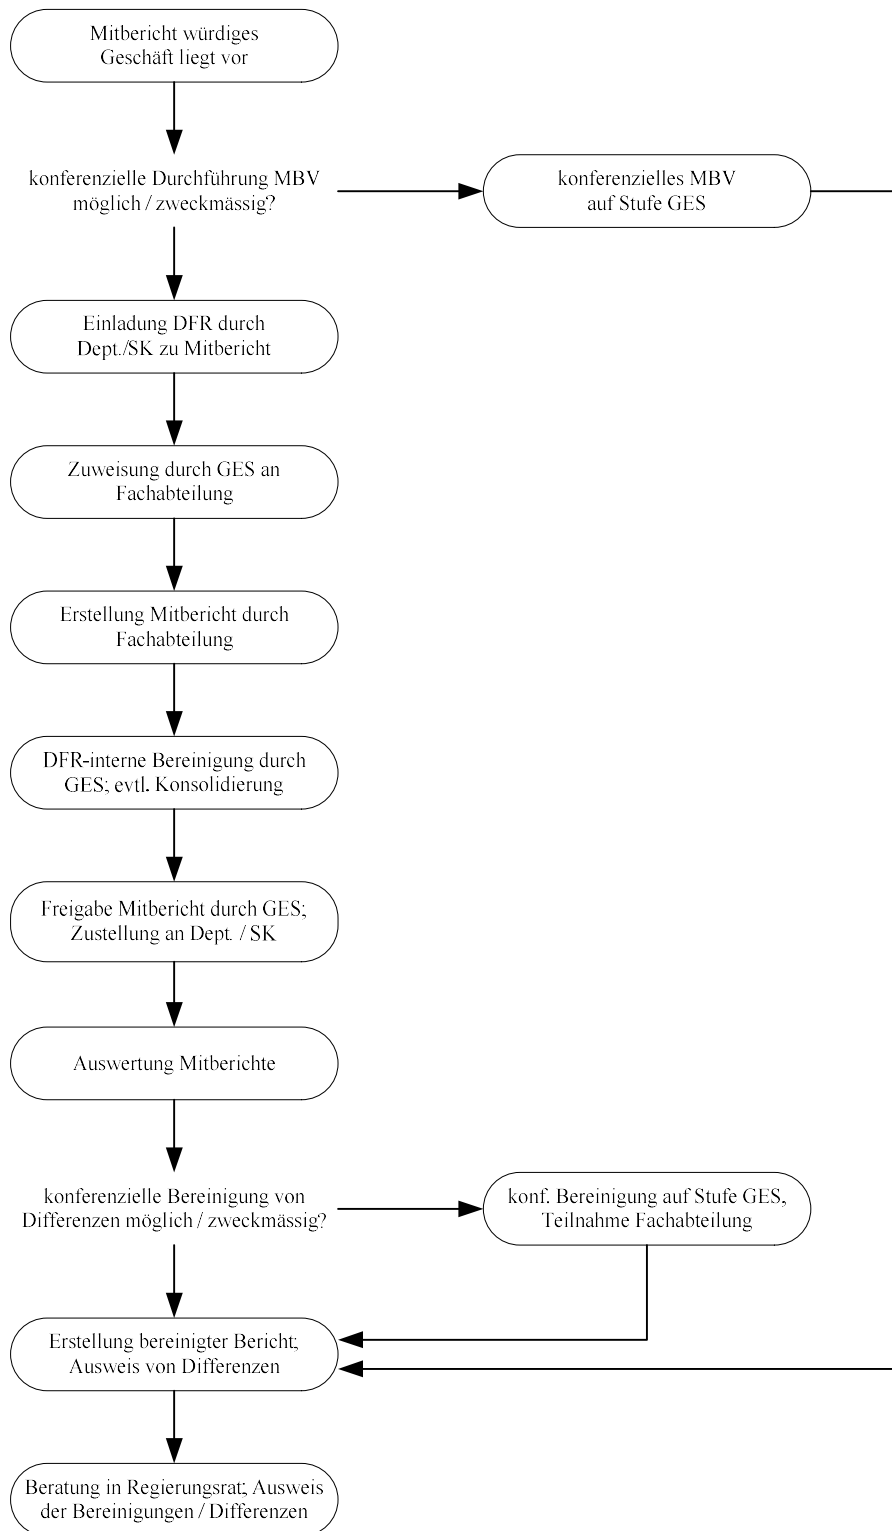 Mitbericht würdiges
Geschäft liegt vor
konferenzielle Durchführung MBV
möglich / zweckmässig?
konferenzielles MBV
auf Stufe GES
Einladung DFR durch
Dept./SK zu Mitbericht
Zuweisung durch GES an
Fachabteilung
Erstellung Mitbericht durch
Fachabteilung
DFR-interne Bereinigung durch
GES; evtl. Konsolidierung
Freigabe Mitbericht durch GES;
Zustellung an Dept. / SK
Auswertung Mitberichte
konferenzielle Bereinigung von
Differenzen möglich / zweckmässig?
konf. Bereinigung auf Stufe GES,
Teilnahme Fachabteilung
Erstellung bereinigter Bericht;
Ausweis von Differenzen
Beratung in Regierungsrat; Ausweis
der Bereinigungen / Differenzen